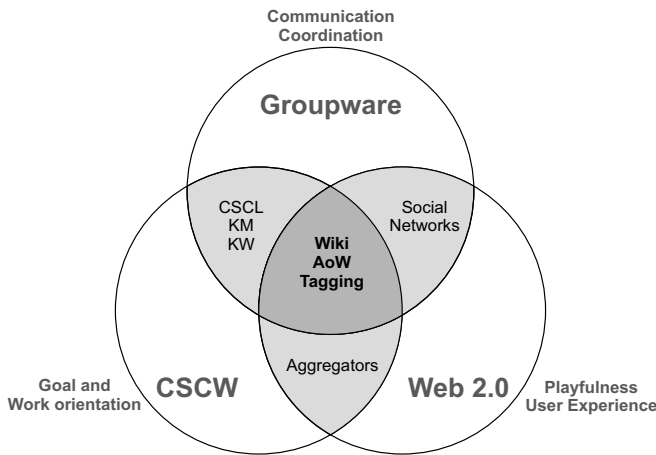 Communication
Coordination
Groupware
CSCL
KM
KW
Social
Networks
Wiki
AoW
Tagging
Aggregators
Goal and
Work orientation
CSCW
Web 2.0
Playfulness
User Experience